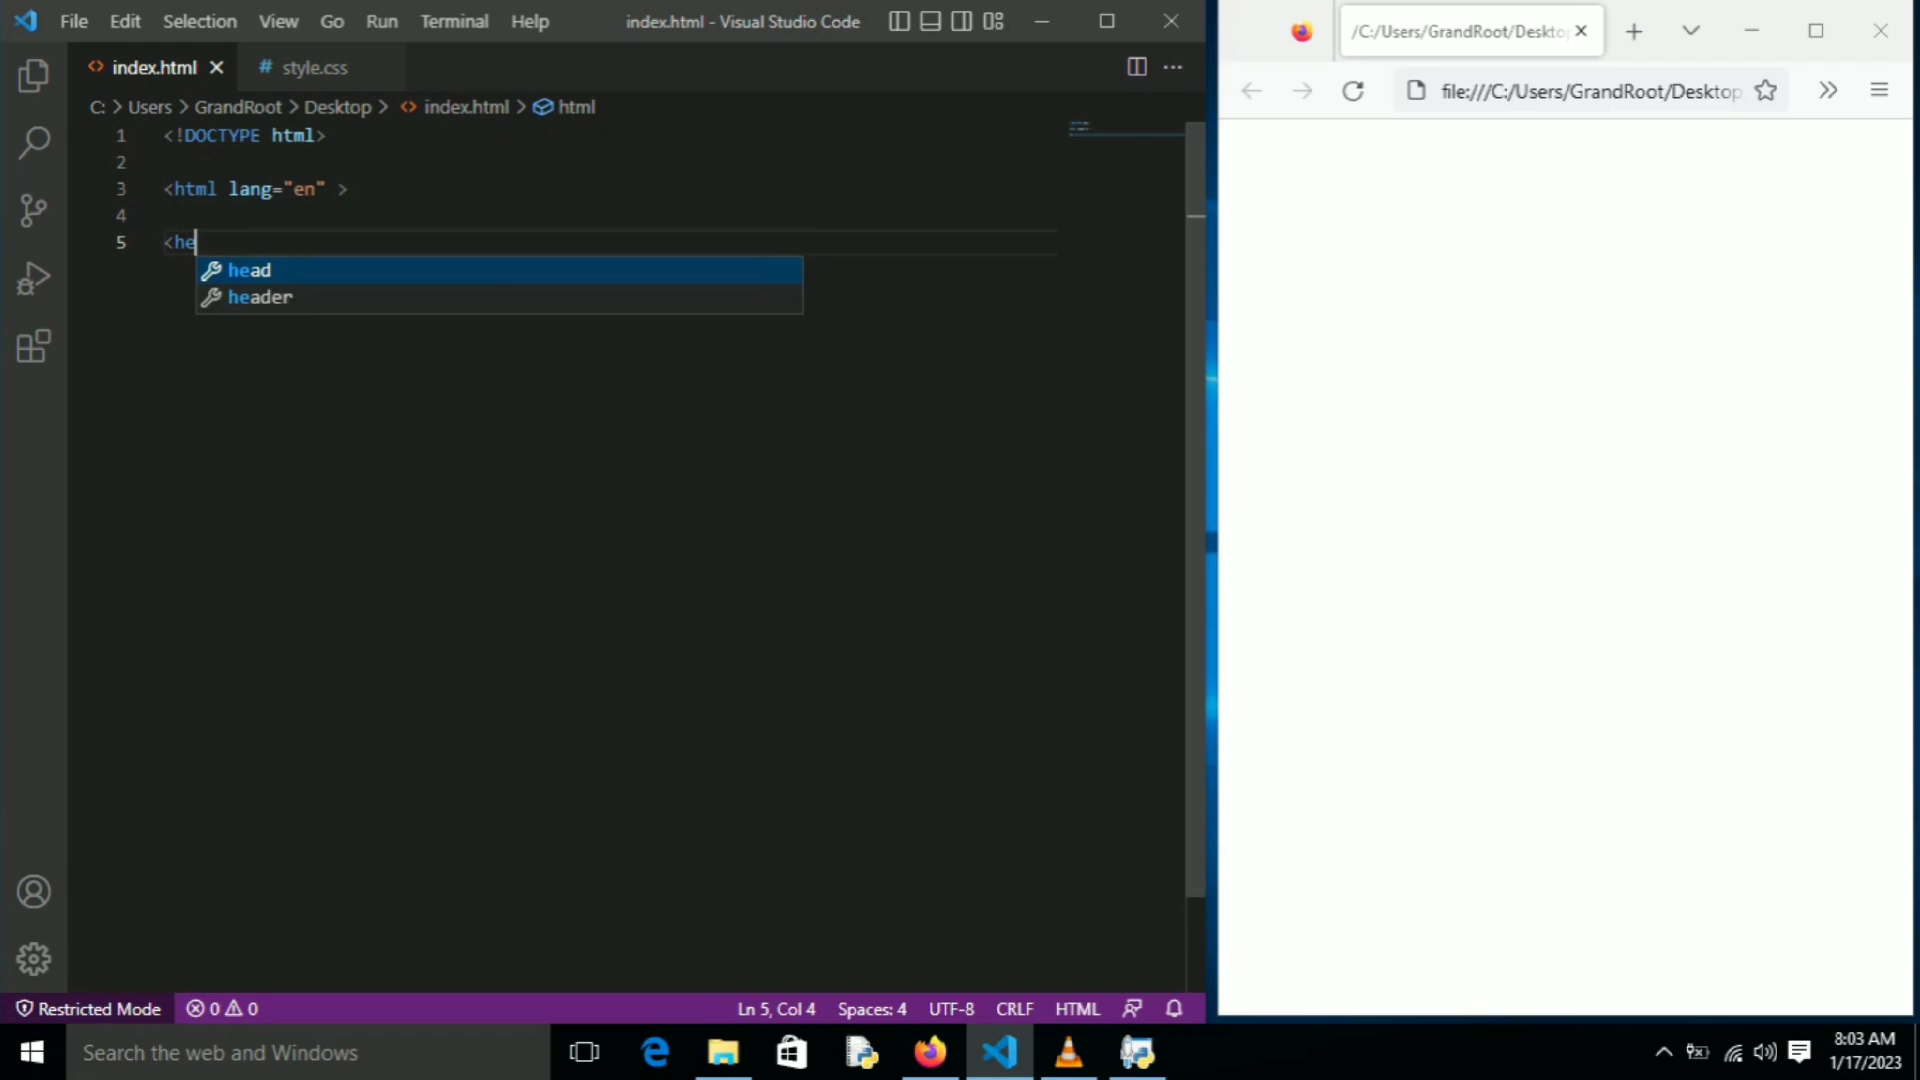 File Edit Selection View Go Run Terminal Help index.html - Visual Studio Code
index.html # style.css
C: > Users > GrandRoot > Desktop > index.html > html
1 <!DOCTYPE html>
2
3 <html lang="en" >
4
5 <he
head
header
Restricted Mode 0 0 Ln 5, Col 4 Spaces: 4 UTF-8 CRLF HTML
/C:/Users/GrandRoot/Deskto
file:///C:/Users/GrandRoot/Desktop
Search the web and Windows
8:03 AM
1/17/2023